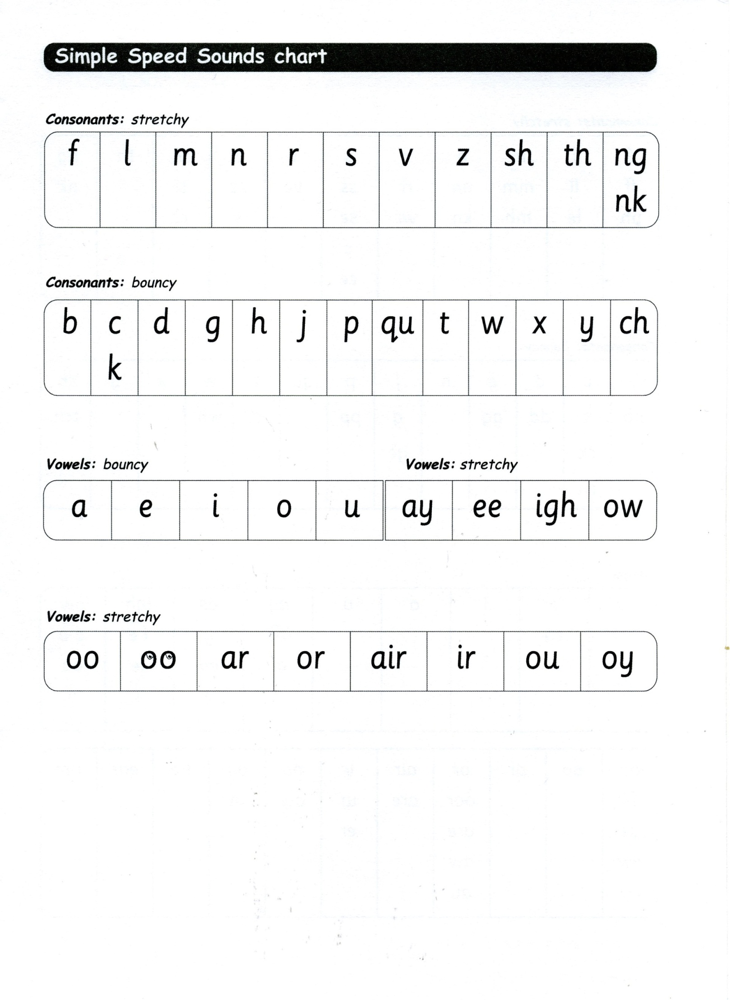 Simple Speed Sounds chart
Consonants: stretchy
f l m n r s v z sh th ng
nk
Consonants: bouncy
b c d g h j p qu t w x y ch
k
Vowels: bouncy Vowels: stretchy
a e i o u ay ee igh ow
Vowels: stretchy
oo oo ar or air ir ou oy